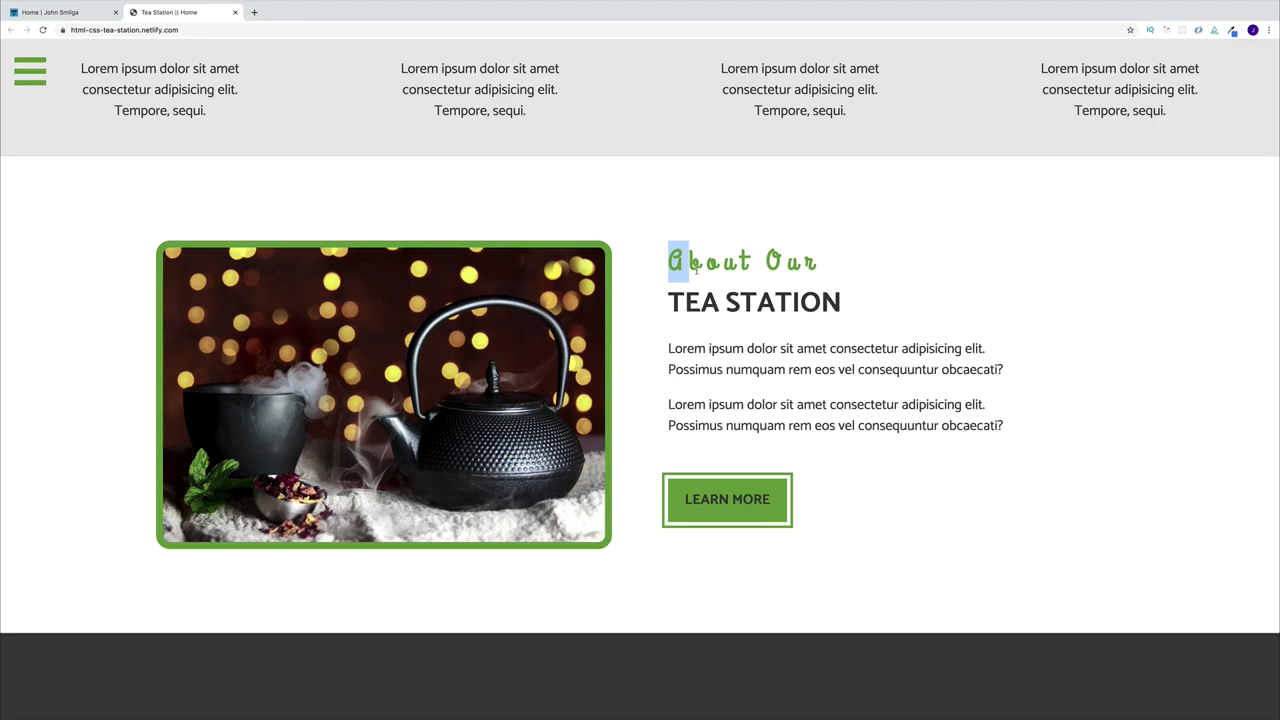 Home | John Smilga
Tea Station || Home
html-css-tea-station.netlify.com
IQ
J
Lorem ipsum dolor sit amet
consectetur adipisicing elit.
Tempore, sequi.
Lorem ipsum dolor sit amet
consectetur adipisicing elit.
Tempore, sequi.
Lorem ipsum dolor sit amet
consectetur adipisicing elit.
Tempore, sequi.
Lorem ipsum dolor sit amet
consectetur adipisicing elit.
Tempore, sequi.
About Our
TEA STATION
Lorem ipsum dolor sit amet consectetur adipisicing elit.
Possimus numquam rem eos vel consequuntur obcaecati?
Lorem ipsum dolor sit amet consectetur adipisicing elit.
Possimus numquam rem eos vel consequuntur obcaecati?
LEARN MORE